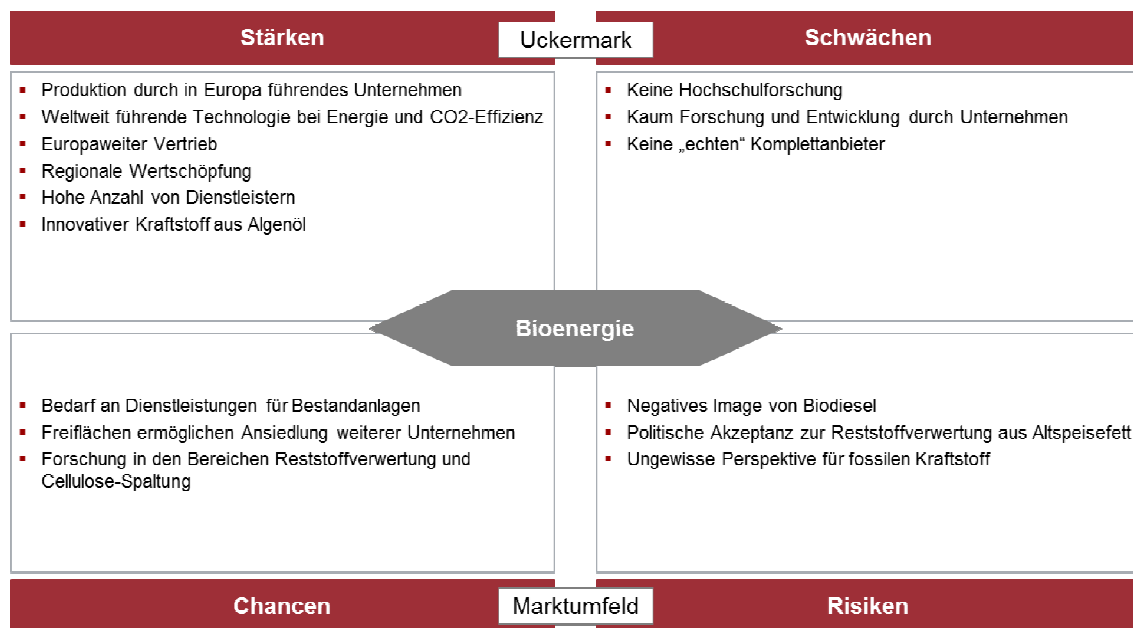 Stärken
Uckermark
Schwächen
Produktion durch in Europa führendes Unternehmen
Weltweit führende Technologie bei Energie und CO2-Effizienz
Europaweiter Vertrieb
Regionale Wertschöpfung
Hohe Anzahl von Dienstleistern
Innovativer Kraftstoff aus Algenöl
Keine Hochschulforschung
Kaum Forschung und Entwicklung durch Unternehmen
Keine „echten“ Komplettanbieter
Bioenergie
Bedarf an Dienstleistungen für Bestandanlagen
Freiflächen ermöglichen Ansiedlung weiterer Unternehmen
Forschung in den Bereichen Reststoffverwertung und
Cellulose-Spaltung
Negatives Image von Biodiesel
Politische Akzeptanz zur Reststoffverwertung aus Altspeisefett
Ungewisse Perspektive für fossilen Kraftstoff
Chancen
Marktumfeld
Risiken